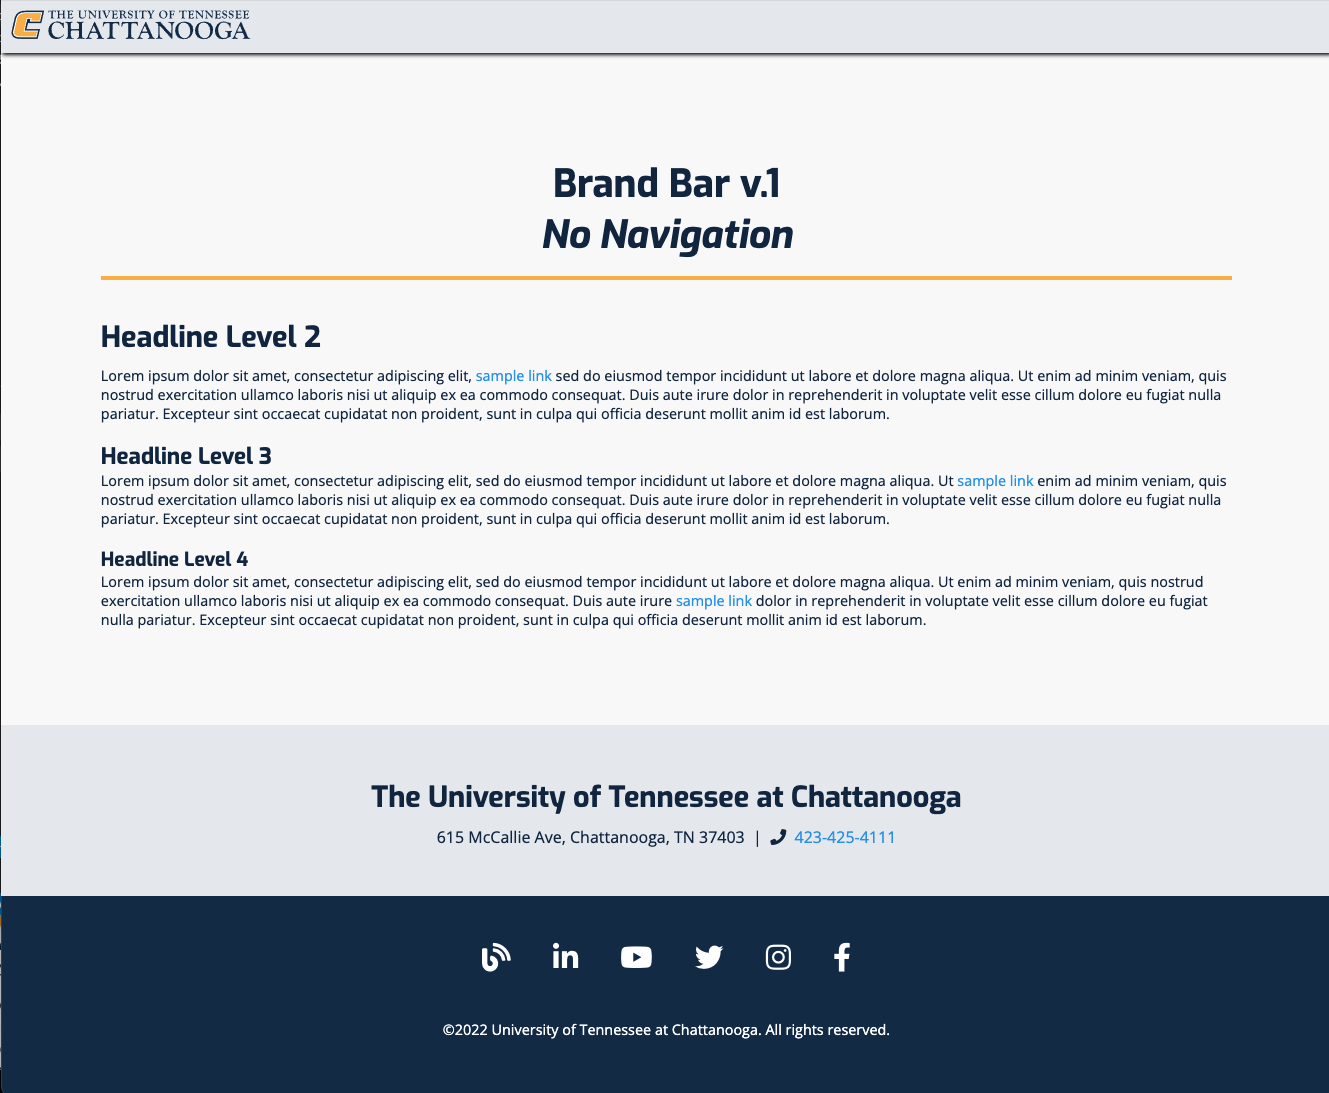 THE UNIVERSITY OF TENNESSEE
CHATTANOOGA
Brand Bar v.1
No Navigation
Headline Level 2
Lorem ipsum dolor sit amet, consectetur adipiscing elit, sample link sed do eiusmod tempor incididunt ut labore et dolore magna aliqua. Ut enim ad minim veniam, quis
nostrud exercitation ullamco laboris nisi ut aliquip ex ea commodo consequat. Duis aute irure dolor in reprehenderit in voluptate velit esse cillum dolore eu fugiat nulla
pariatur. Excepteur sint occaecat cupidatat non proident, sunt in culpa qui officia deserunt mollit anim id est laborum.
Headline Level 3
Lorem ipsum dolor sit amet, consectetur adipiscing elit, sed do eiusmod tempor incididunt ut labore et dolore magna aliqua. Ut sample link enim ad minim veniam, quis
nostrud exercitation ullamco laboris nisi ut aliquip ex ea commodo consequat. Duis aute irure dolor in reprehenderit in voluptate velit esse cillum dolore eu fugiat nulla
pariatur. Excepteur sint occaecat cupidatat non proident, sunt in culpa qui officia deserunt mollit anim id est laborum.
Headline Level 4
Lorem ipsum dolor sit amet, consectetur adipiscing elit, sed do eiusmod tempor incididunt ut labore et dolore magna aliqua. Ut enim ad minim veniam, quis nostrud
exercitation ullamco laboris nisi ut aliquip ex ea commodo consequat. Duis aute irure sample link dolor in reprehenderit in voluptate velit esse cillum dolore eu fugiat
nulla pariatur. Excepteur sint occaecat cupidatat non proident, sunt in culpa qui officia deserunt mollit anim id est laborum.
The University of Tennessee at Chattanooga
615 McCallie Ave, Chattanooga, TN 37403 | 423-425-4111
©2022 University of Tennessee at Chattanooga. All rights reserved.